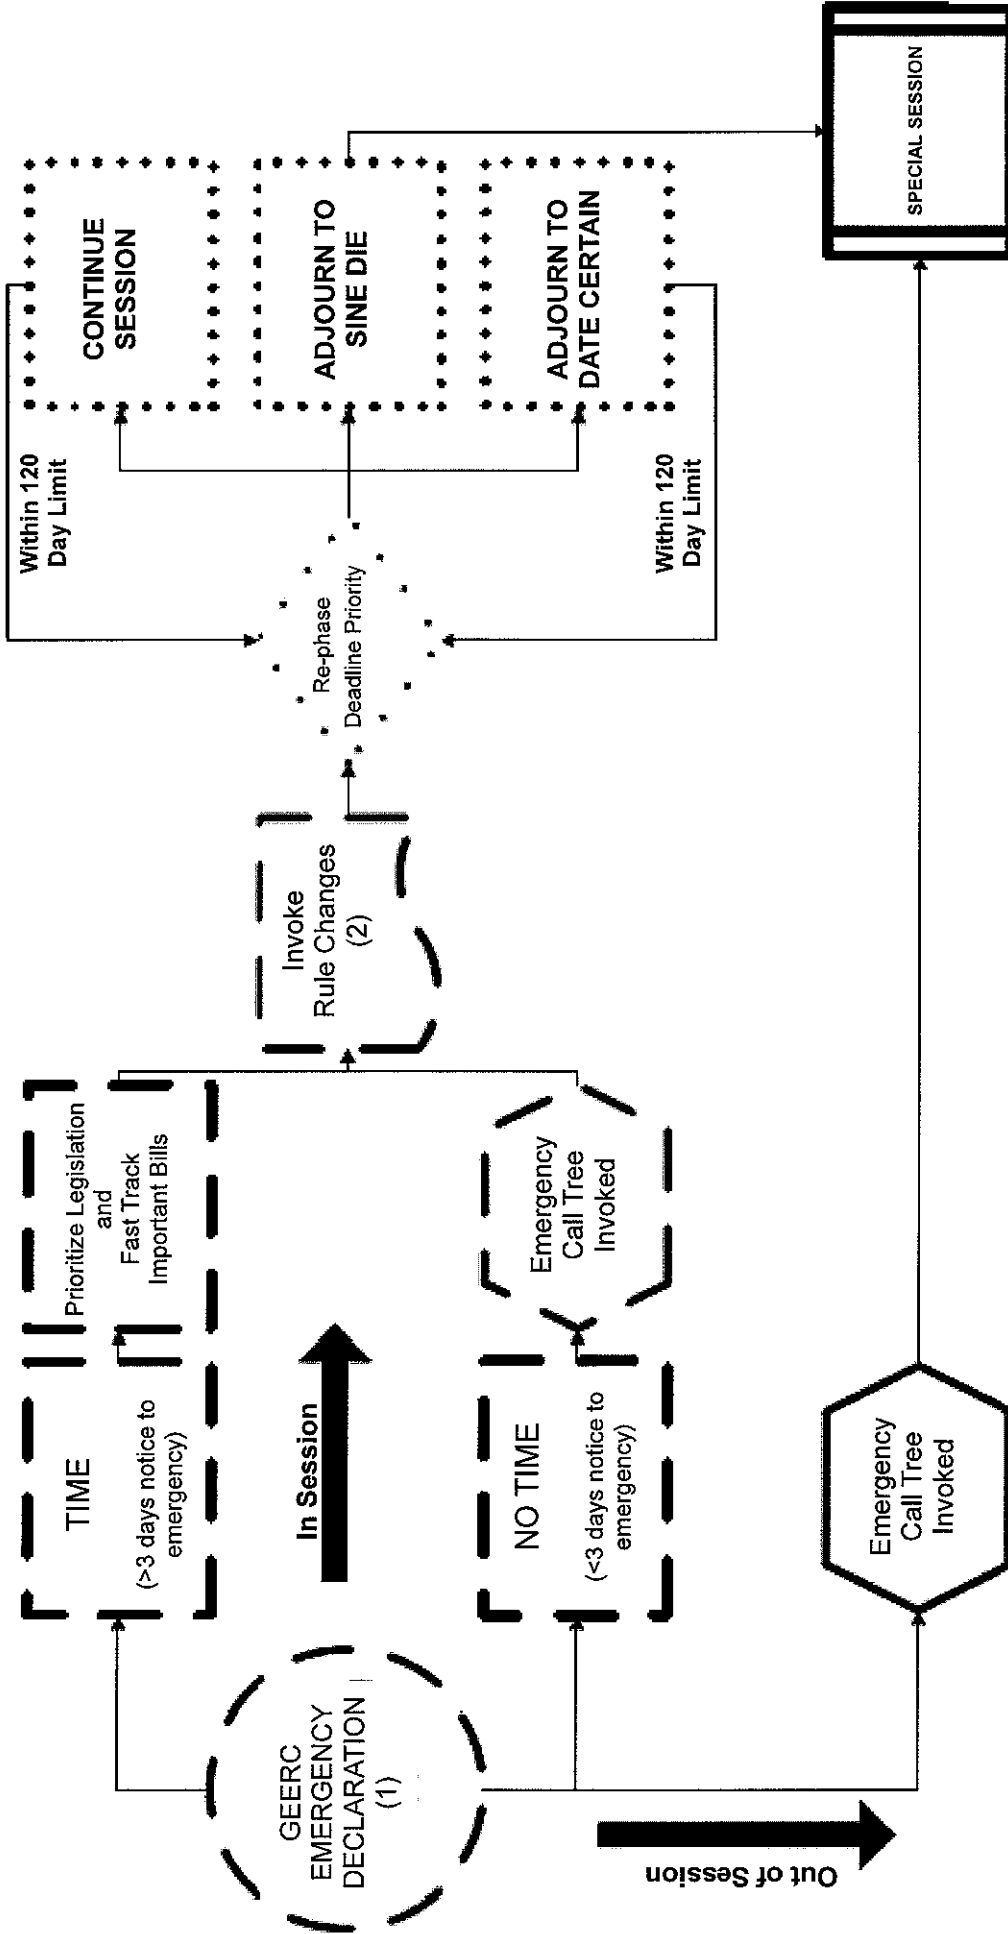 GEERC
EMERGENCY
DECLARATION
(1)
TIME
(>3 days notice to
emergency)
Prioritize Legislation
and
Fast Track
Important Bills
In Session
NO TIME
(<3 days notice to
emergency)
Emergency
Call Tree
Invoked
Out of Session
Emergency
Call Tree
Invoked
Invoke
Rule Changes
(2)
Re-phase
Deadline Priority
Within 120
Day Limit
CONTINUE
SESSION
ADJOURN TO
SINE DIE
ADJOURN TO
DATE CERTAIN
Within 120
Day Limit
SPECIAL SESSION